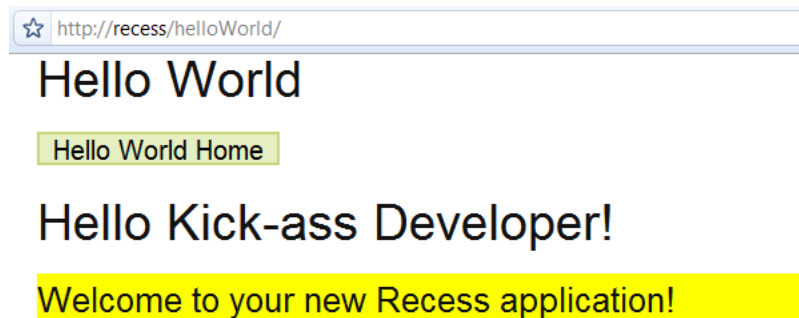 http://recess/helloWorld/
Hello World
Hello World Home
Hello Kick-ass Developer!
Welcome to your new Recess application!